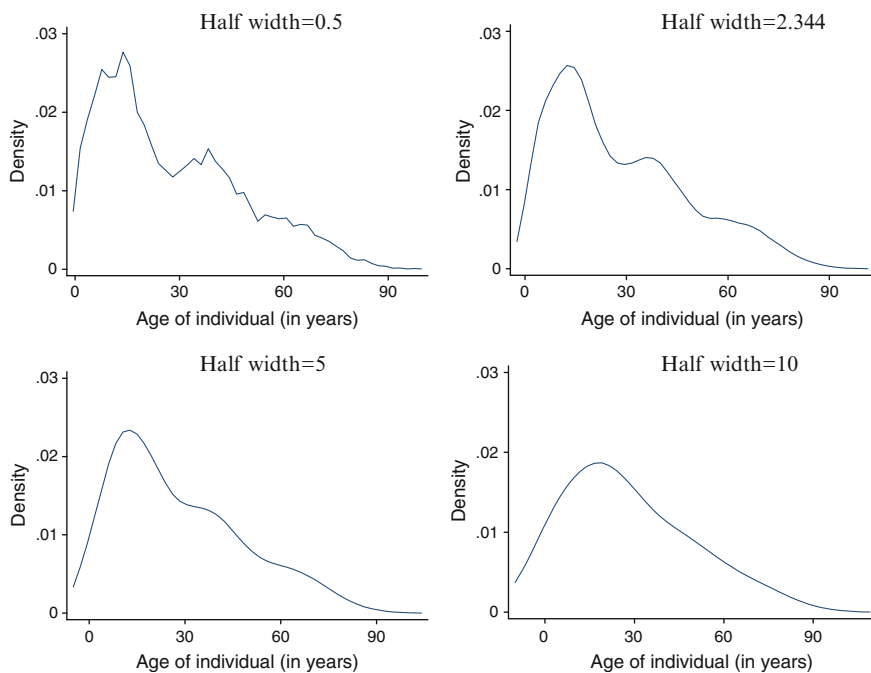 Half width=0.5
.03
.02
.01
0
Density
0 30 60 90
Age of individual (in years)
Half width=2.344
.03
.02
.01
0
Density
0 30 60 90
Age of individual (in years)
Half width=5
.03
.02
.01
0
Density
0 30 60 90
Age of individual (in years)
Half width=10
.03
.02
.01
0
Density
0 30 60 90
Age of individual (in years)